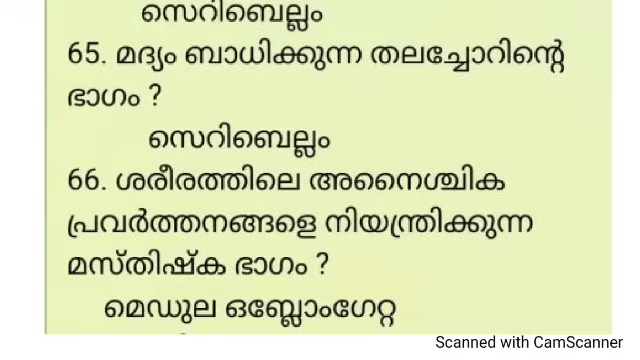 സെറിബെല്ലം
65. മദ്യം ബാധിക്കുന്ന തലച്ചോറിന്റെ
ഭാഗം ?
സെറിബെല്ലം
66. ശരീരത്തിലെ അനൈശ്ചിക
പ്രവർത്തനങ്ങളെ നിയന്ത്രിക്കുന്ന
മസ്തിഷ്ക ഭാഗം ?
മെഡുല ഒബ്ലോംഗേറ്റ
Scanned with CamScanner